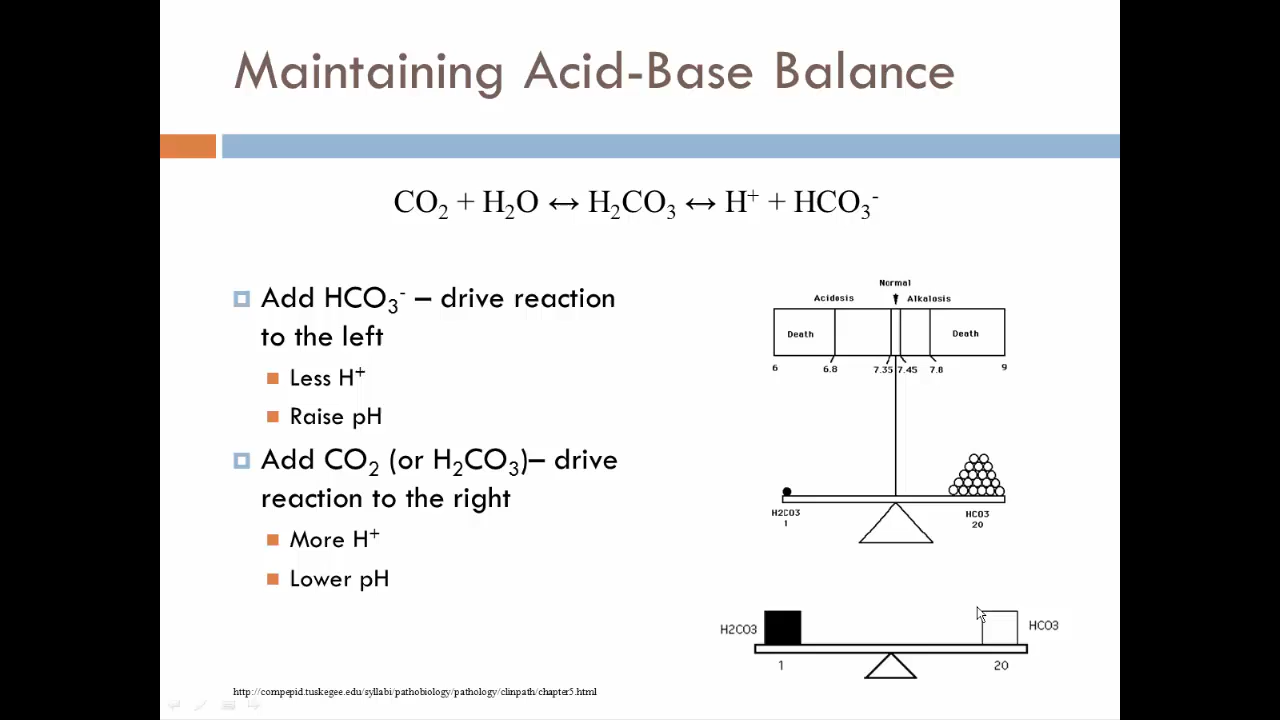 Maintaining Acid-Base Balance
CO₂ + H₂O ↔ H₂CO₃ ↔ H⁺ + HCO₃⁻
Add HCO₃⁻ – drive reaction
to the left
Less H⁺
Raise pH
Add CO₂ (or H₂CO₃)– drive
reaction to the right
More H⁺
Lower pH
Normal
Acidosis Alkalosis
Death Death
6 6.8 7.35 7.45 7.8 9
H2CO3 HCO3
1 20
H2CO3 HCO3
1 20
http://compepid.tuskegee.edu/syllabi/pathobiology/pathology/clinpath/chapter5.html